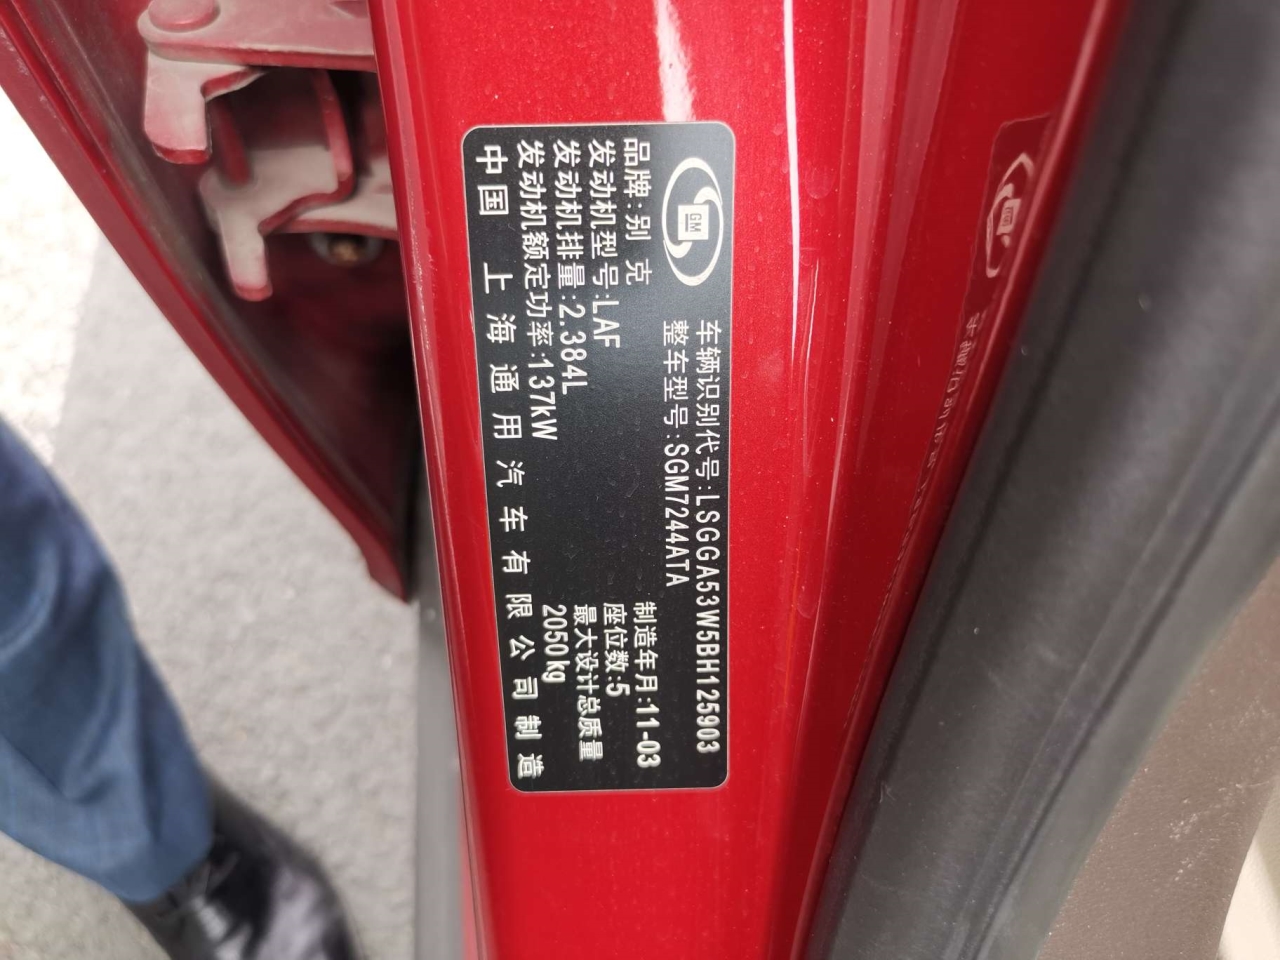 GM
车辆识别代号:LSGGA53W5BH125903
整车型号:SGM7244ATA
品牌:别克
制造年月:11-03
发动机型号:LAF
座位数:5
发动机排量:2.384L
最大设计总质量
发动机额定功率:137kW
2050kg
中国 上海通用汽车有限公司制造